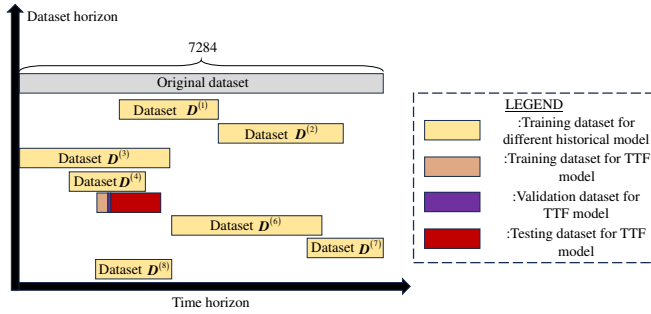 Dataset horizon
7284
Original dataset
Dataset D(1)
Dataset D(2)
Dataset D(3)
Dataset D(4)
Dataset D(6)
Dataset D(7)
Dataset D(8)
Time horizon
LEGEND
:Training dataset for
different historical model
:Training dataset for TTF
model
:Validation dataset for
TTF model
:Testing dataset for TTF
model